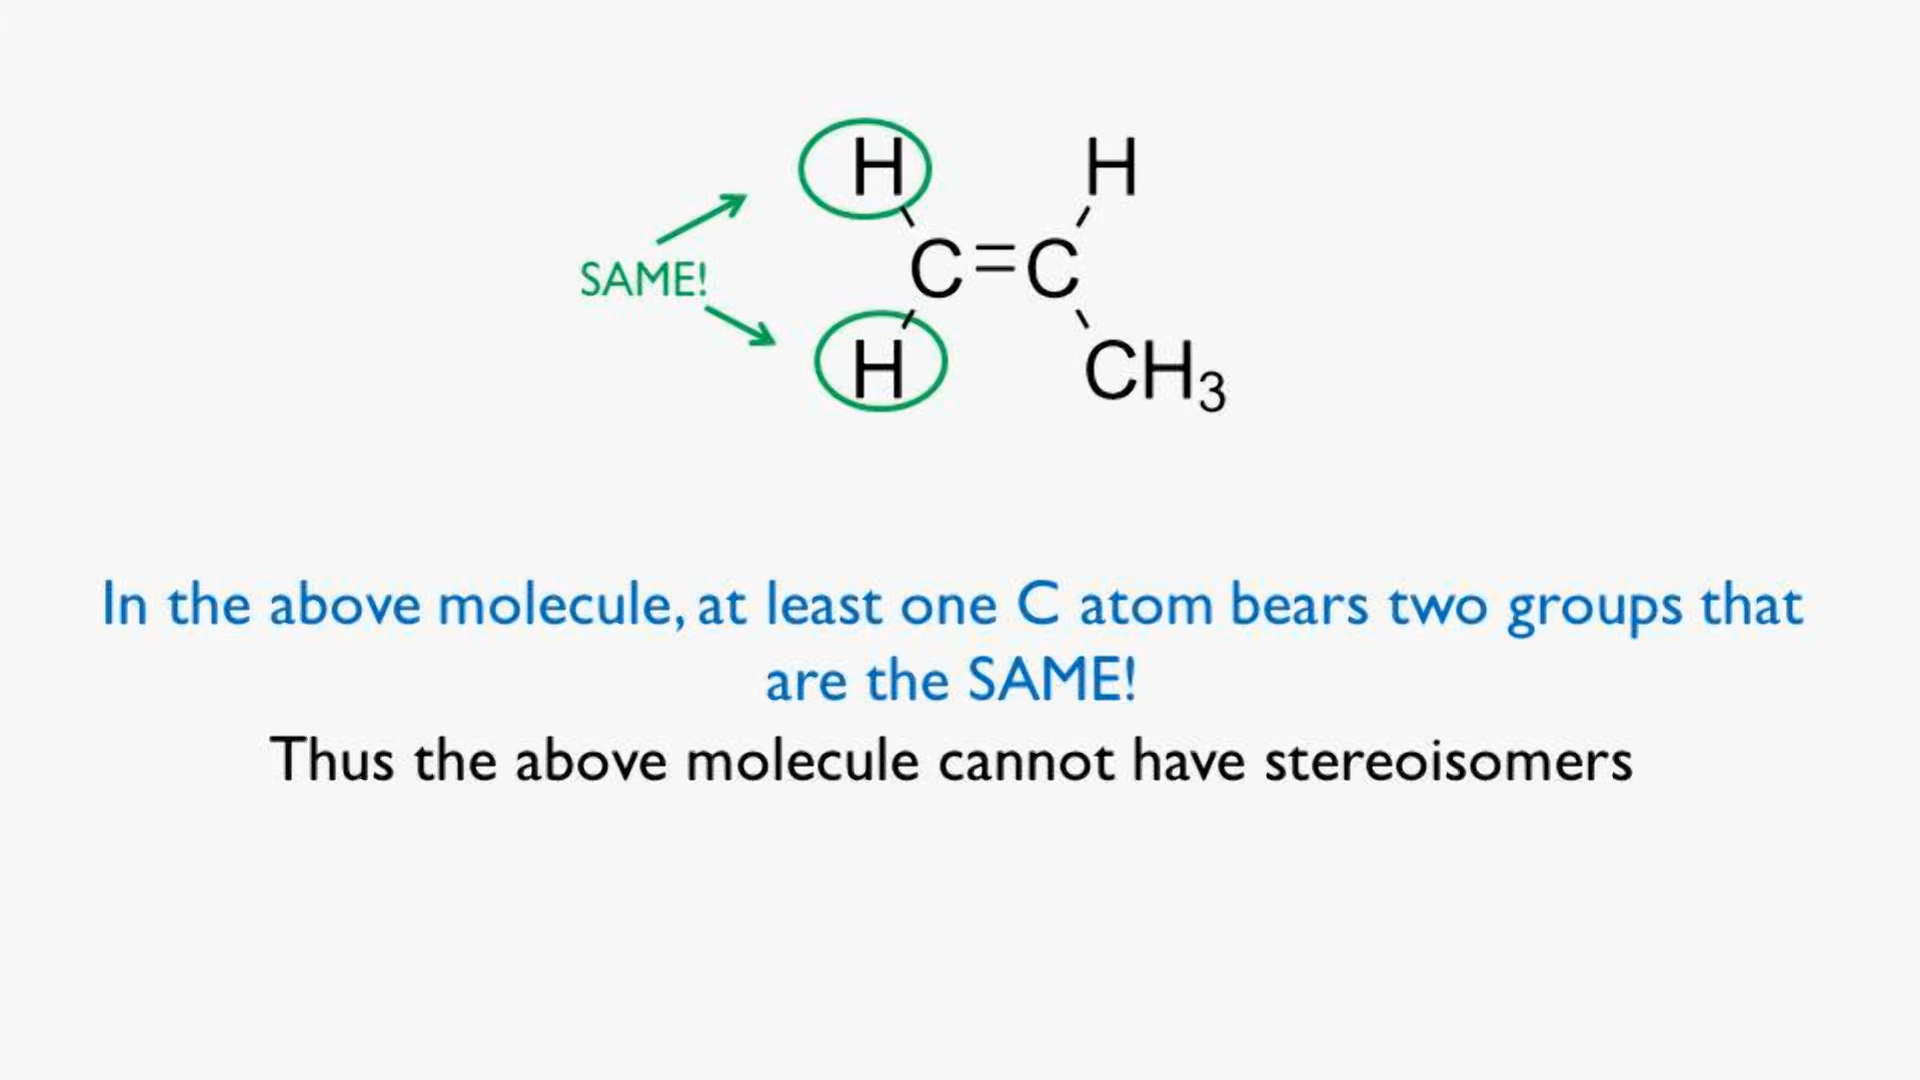 H H
SAME!
C=C
H CH₃
In the above molecule, at least one C atom bears two groups that
are the SAME!
Thus the above molecule cannot have stereoisomers